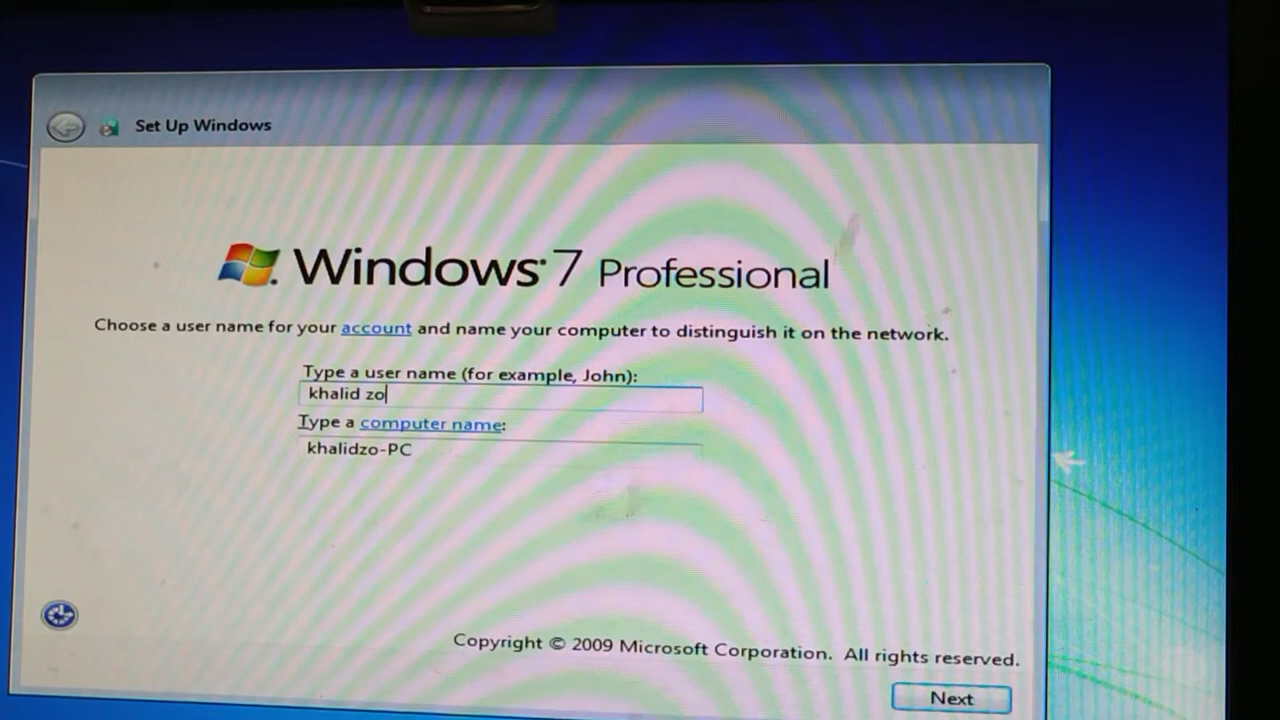 Set Up Windows
Windows 7 Professional
Choose a user name for your account and name your computer to distinguish it on the network.
Type a user name (for example, John):
khalid zo
Type a computer name:
khalidzo-PC
Copyright © 2009 Microsoft Corporation. All rights reserved.
Next